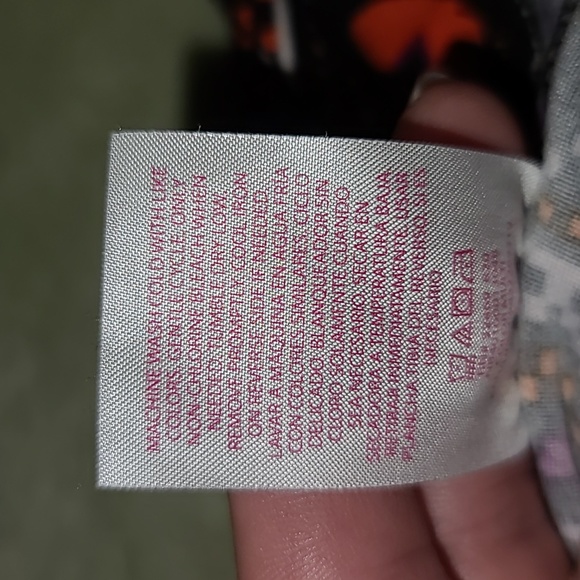 MACHINE WASH COLD WITH LIKE
COLORS, GENTLE CYCLE. ONLY
NON-CHLORINE BLEACH WHEN
NEEDED. TUMBLE DRY LOW.
REMOVE PROMPTLY. COOL IRON
ON REVERSE SIDE IF NEEDED.
LAVAR A MÁQUINA EN AGUA FRIA
CON COLORES SIMILARES, CICLO
DELICADO. BLANQUEADOR SIN
CLORO SOLAMENTE CUANDO
SEA NECESARIO. SECAR EN
SECADORA A TEMPERATURA BAJA.
RETIRAR INMEDIATAMENTE. USAR
PLANCHA TIBIA DEL REVERSO SI ES
NECESARIO